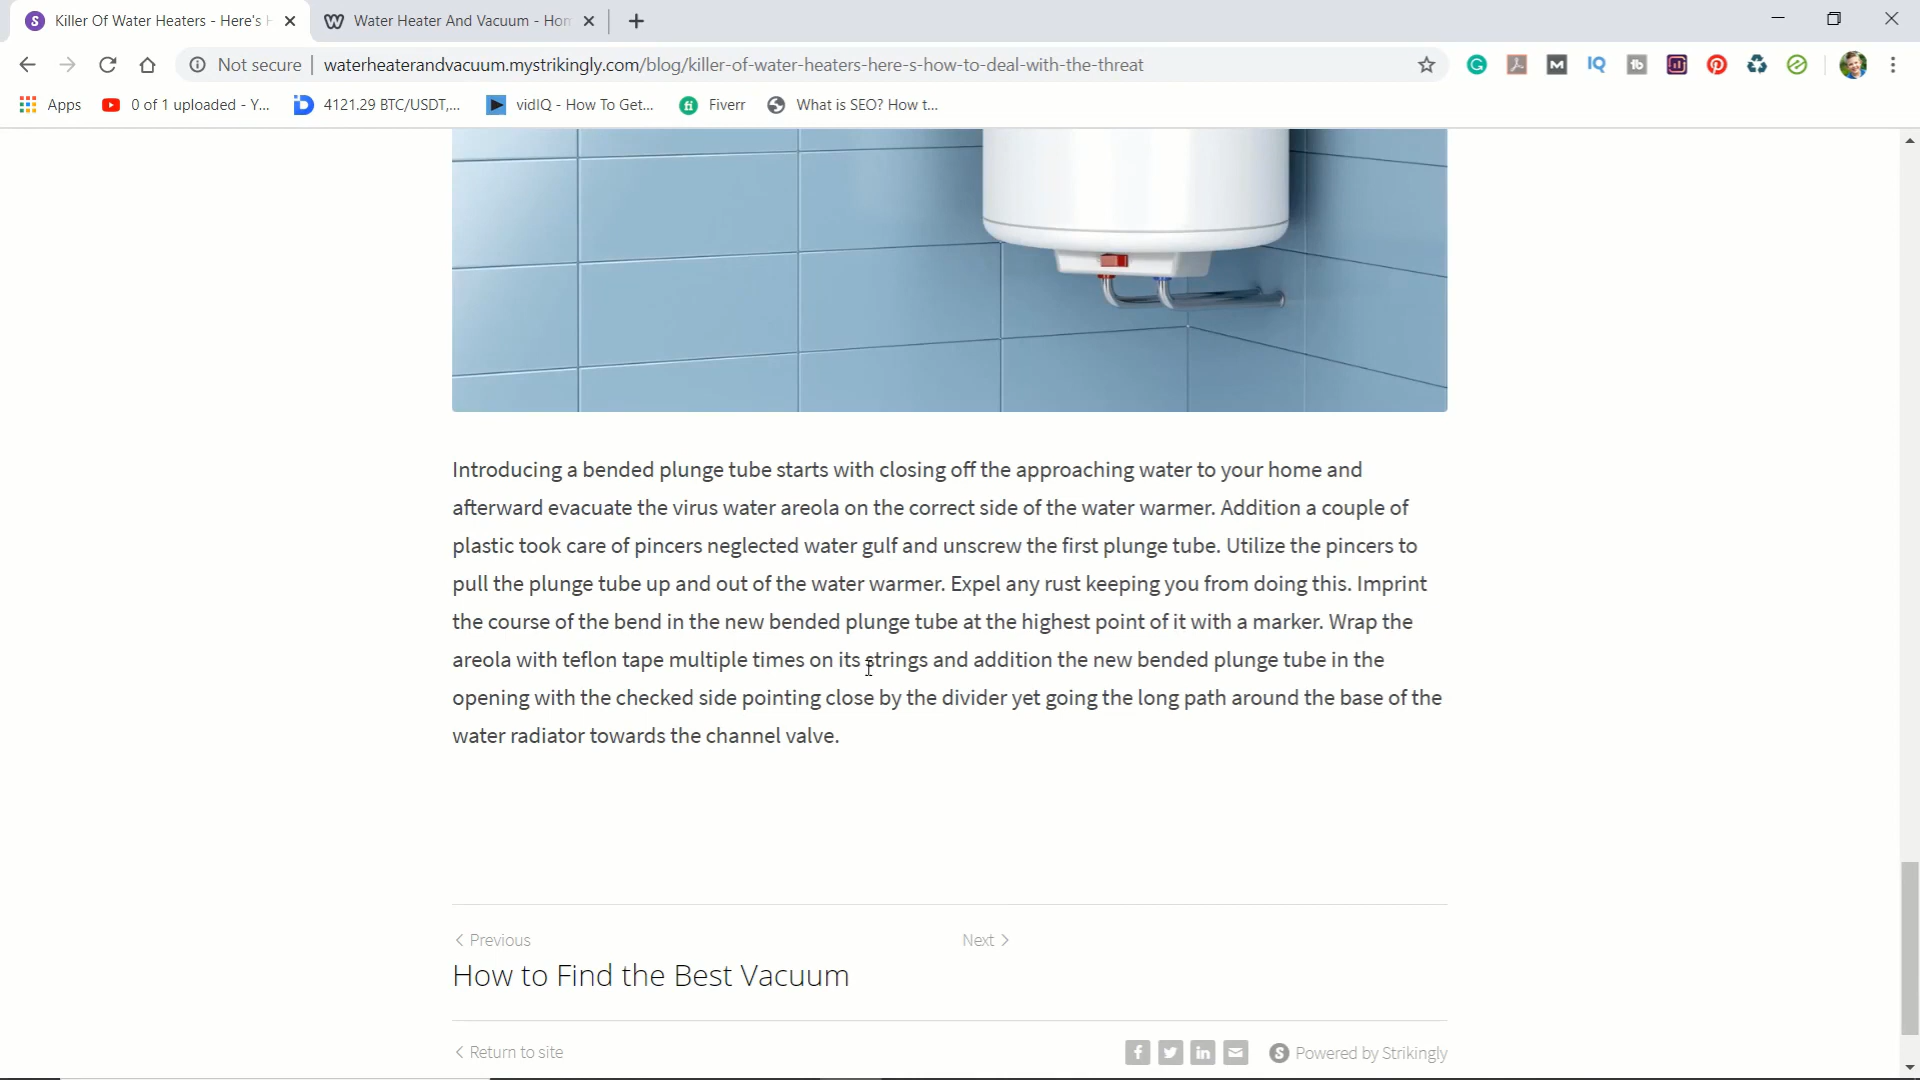 Killer Of Water Heaters - Here's H
Water Heater And Vacuum - Hom
Not secure
waterheaterandvacuum.mystrikingly.com/blog/killer-of-water-heaters-here-s-how-to-deal-with-the-threat
Apps
0 of 1 uploaded - Y...
4121.29 BTC/USDT,...
vidIQ - How To Get...
Fiverr
What is SEO? How t...
Introducing a bended plunge tube starts with closing off the approaching water to your home and
afterward evacuate the virus water areola on the correct side of the water warmer. Addition a couple of
plastic took care of pincers neglected water gulf and unscrew the first plunge tube. Utilize the pincers to
pull the plunge tube up and out of the water warmer. Expel any rust keeping you from doing this. Imprint
the course of the bend in the new bended plunge tube at the highest point of it with a marker. Wrap the
areola with teflon tape multiple times on its strings and addition the new bended plunge tube in the
opening with the checked side pointing close by the divider yet going the long path around the base of the
water radiator towards the channel valve.
Previous
Next
How to Find the Best Vacuum
Return to site
Powered by Strikingly